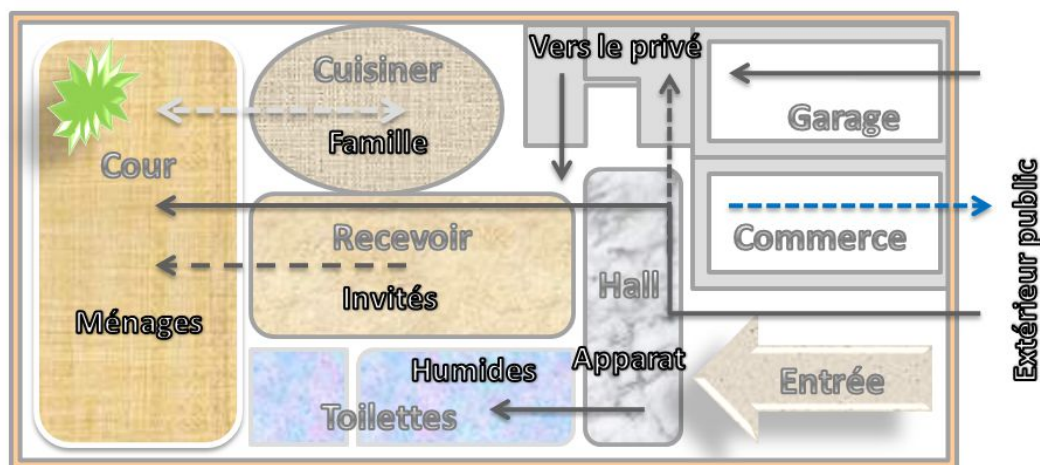 Vers le privé
Cuisiner
Famille
Garage
Cour
Commerce
Recevoir
Invités
Hall
Ménages
Apparat
Humides
Toilettes
Entrée
Extérieur public